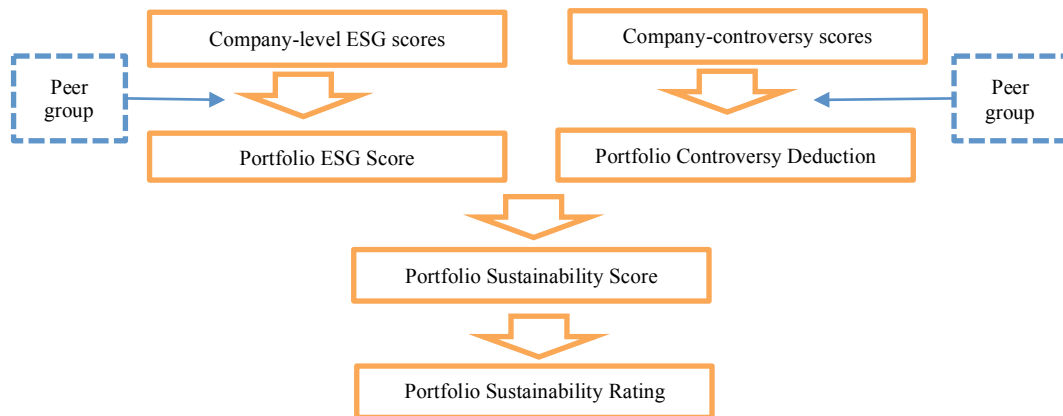 Company-level ESG scores
Company-controversy scores
Peer
group
Peer
group
Portfolio ESG Score
Portfolio Controversy Deduction
Portfolio Sustainability Score
Portfolio Sustainability Rating